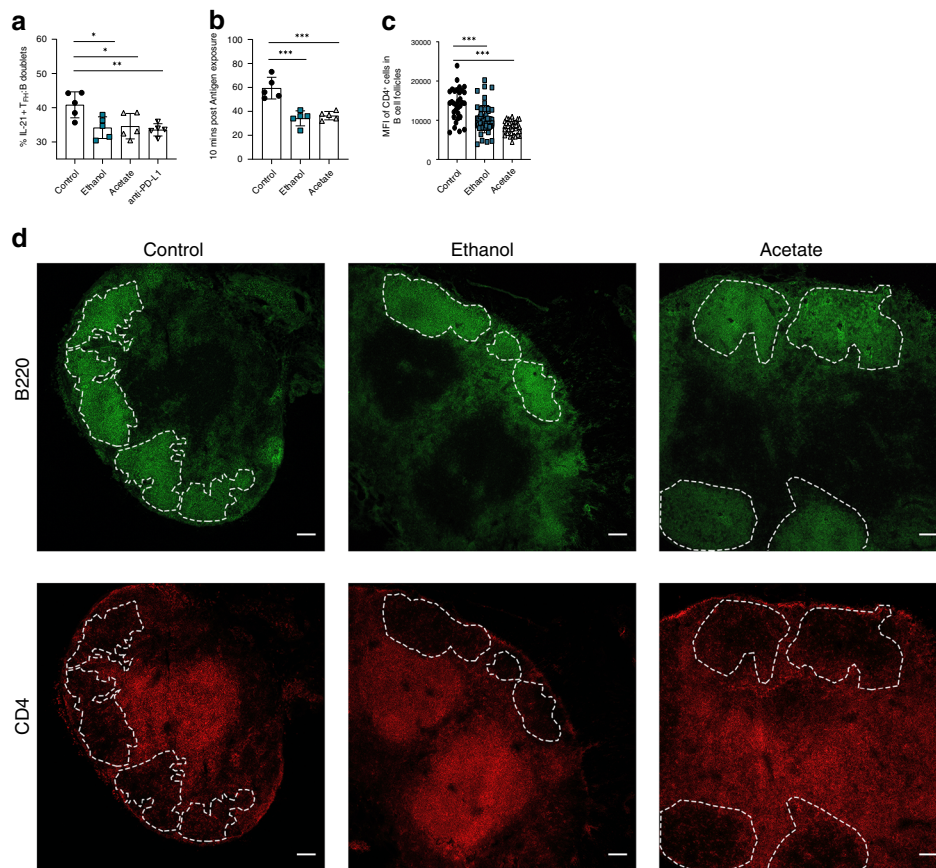 a
b
c
% IL-21 + TFH:B doublets
60
50
40
30
*
*
**
Control
Ethanol
Acetate
anti-PD-L1
10 mins post Antigen exposure
100
80
60
40
20
0
***
***
Control
Ethanol
Acetate
MFI of CD4+ cells in
B cell follicles
30000
20000
10000
0
***
***
Control
Ethanol
Acetate
d
Control
Ethanol
Acetate
B220
CD4